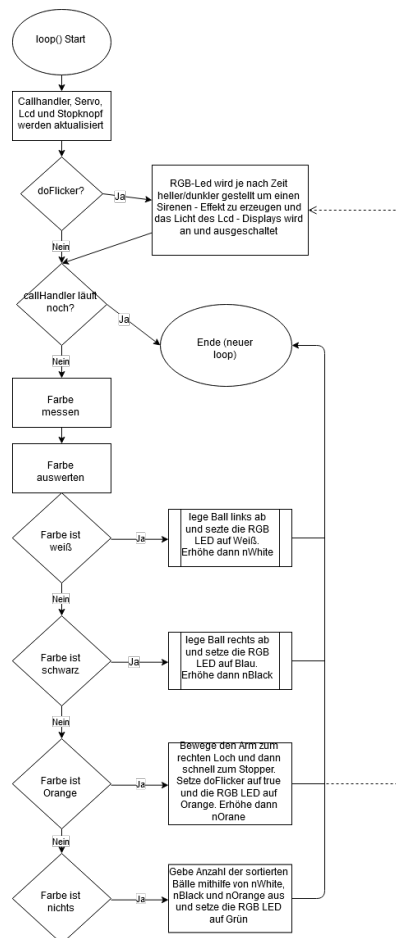 loop() Start
Callhandler, Servo,
Lcd und Stopknopf
werden aktualisiert
doFlicker?
Ja
RGB-Led wird je nach Zeit
heller/dunkler gestellt um einen
Sirenen - Effekt zu erzeugen und
das Licht des Lcd - Displays wird
an und ausgeschaltet
Nein
callHandler läuft
noch?
Ja
Ende (neuer
loop)
Nein
Farbe
messen
Farbe
auswerten
Farbe ist
weiß
Ja
lege Ball links ab
und sezte die RGB
LED auf Weiß.
Erhöhe dann nWhite
Nein
Farbe ist
schwarz
Ja
lege Ball rechts ab
und setze die RGB
LED auf Blau.
Erhöhe dann nBlack
Nein
Farbe ist
Orange
Ja
Bewege den Arm zum
rechten Loch und dann
schnell zum Stopper.
Setze doFlicker auf true
und die RGB LED auf
Orange. Erhöhe dann
nOrane
Nein
Farbe ist
nichts
Ja
Gebe Anzahl der sortierten
Bälle mithilfe von nWhite,
nBlack und nOrange aus
und setze die RGB LED
auf Grün